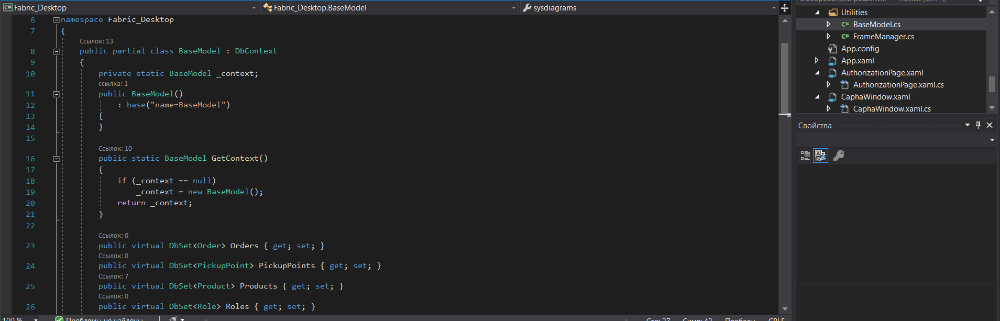 Fabric_Desktop
Fabric_Desktop.BaseModel
sysdiagrams
6 namespace Fabric_Desktop
7 {
Ссылок: 13
8 public partial class BaseModel : DbContext
9 {
10 private static BaseModel _context;
ссылка: 1
11 public BaseModel()
12 : base("name=BaseModel")
13 {
14 }
15
Ссылок: 10
16 public static BaseModel GetContext()
17 {
18 if (_context == null)
19 _context = new BaseModel();
20 return _context;
21 }
22
Ссылок: 0
23 public virtual DbSet<Order> Orders { get; set; }
Ссылок: 0
24 public virtual DbSet<PickupPoint> PickupPoints { get; set; }
Ссылок: 7
25 public virtual DbSet<Product> Products { get; set; }
Ссылок: 0
26 public virtual DbSet<Role> Roles { get; set; }
100 %
Проблемы не найдены
Стр: 27 Симв: 42 Пробелы CRLF
Utilities
BaseModel.cs
FrameManager.cs
App.config
App.xaml
AuthorizationPage.xaml
AuthorizationPage.xaml.cs
CaphaWindow.xaml
CaphaWindow.xaml.cs
Свойства